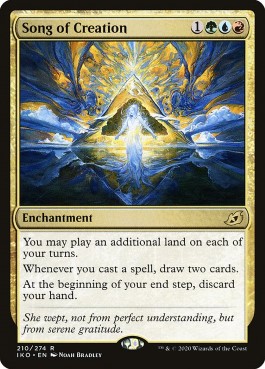 Song of Creation 1
Enchantment
You may play an additional land on each of
your turns.
Whenever you cast a spell, draw two cards.
At the beginning of your end step, discard
your hand.
She wept, not from perfect understanding, but
from serene gratitude.
210/274 R
IKO • EN Noah Bradley
™ & © 2020 Wizards of the Coast